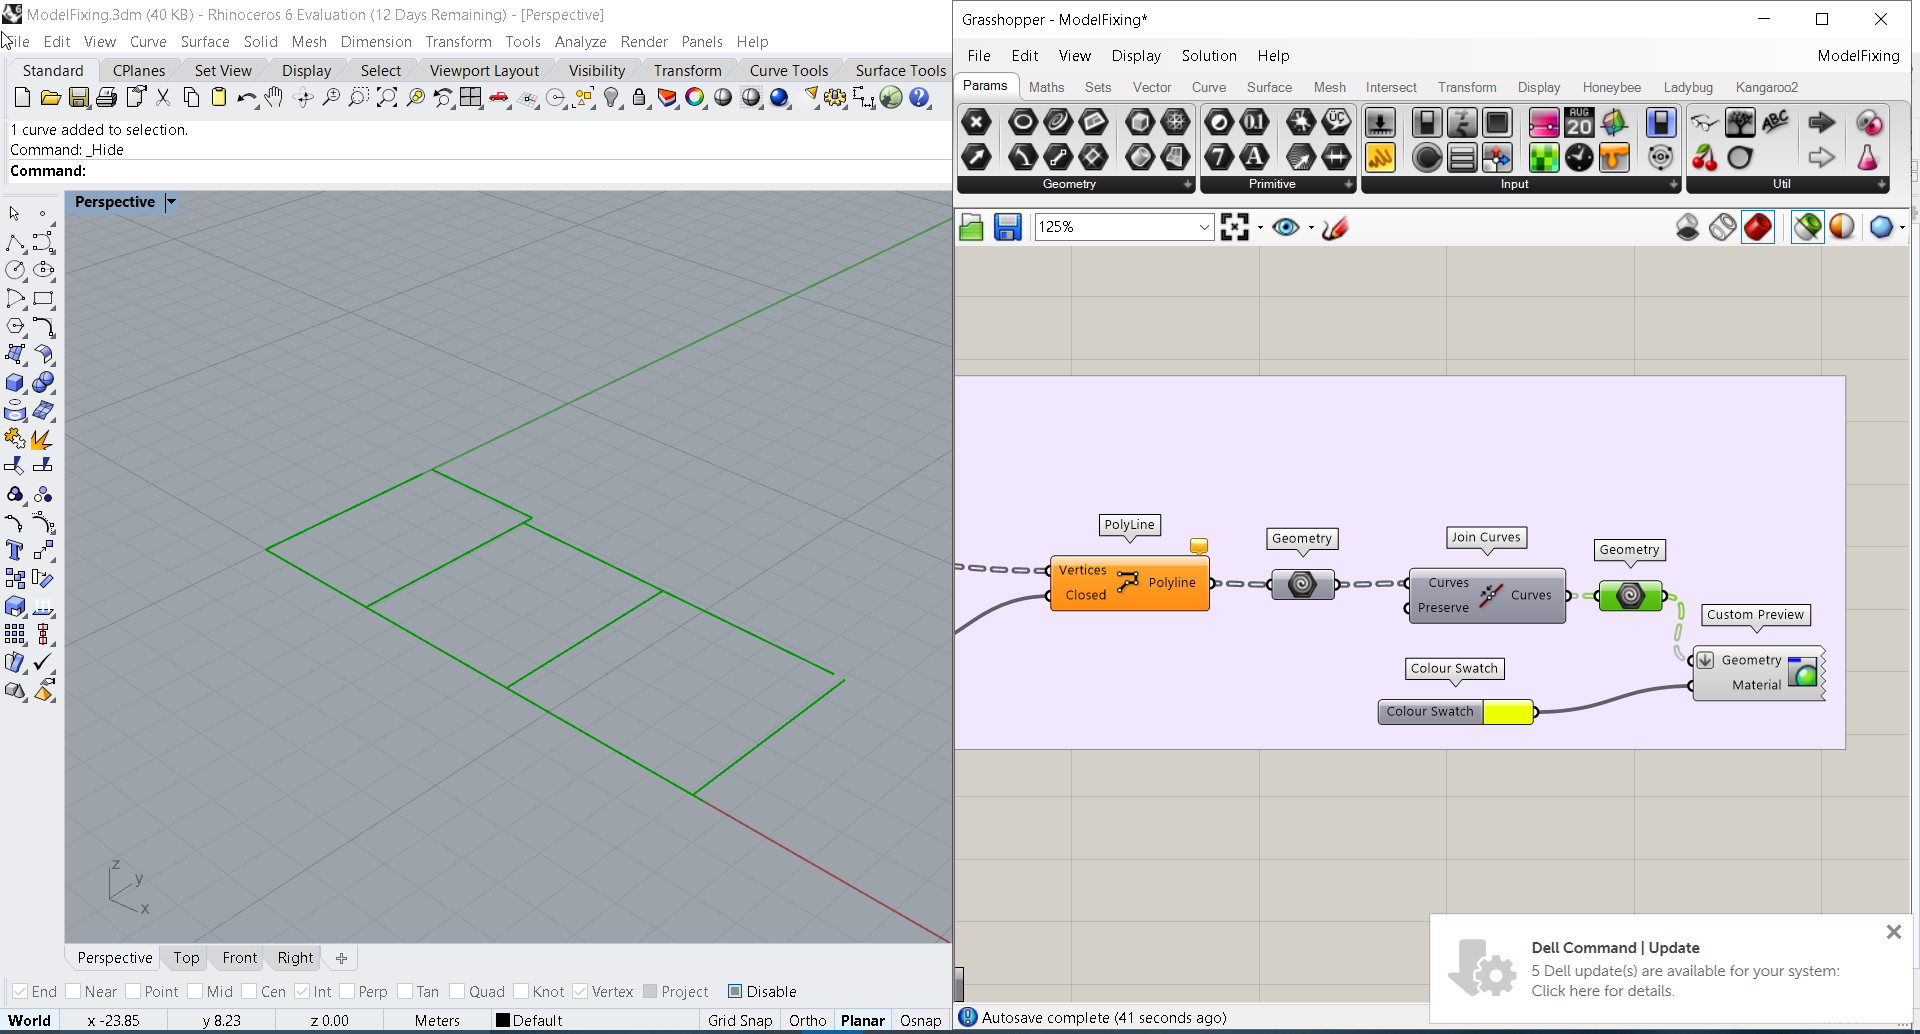 ModelFixing.3dm (40 KB) - Rhinoceros 6 Evaluation (12 Days Remaining) - [Perspective]
File Edit View Curve Surface Solid Mesh Dimension Transform Tools Analyze Render Panels Help
Standard CPlanes Set View Display Select Viewport Layout Visibility Transform Curve Tools Surface Tools
1 curve added to selection.
Command: _Hide
Command:
Perspective
z
y
x
Perspective Top Front Right
End Near Point Mid Cen Int Perp Tan Quad Knot Vertex Project Disable
World x -23.85 y 8.23 z 0.00 Meters Default Grid Snap Ortho Planar Osnap
Grasshopper - ModelFixing*
File Edit View Display Solution Help ModelFixing
Params Maths Sets Vector Curve Surface Mesh Intersect Transform Display Honeybee Ladybug Kangaroo2
Geometry Primitive Input Util
125%
PolyLine
Vertices
Closed
Polyline
Geometry
Join Curves
Curves
Preserve
Curves
Geometry
Custom Preview
Geometry
Material
Colour Swatch
Colour Swatch
Dell Command | Update
5 Dell update(s) are available for your system:
Click here for details.
Autosave complete (41 seconds ago)